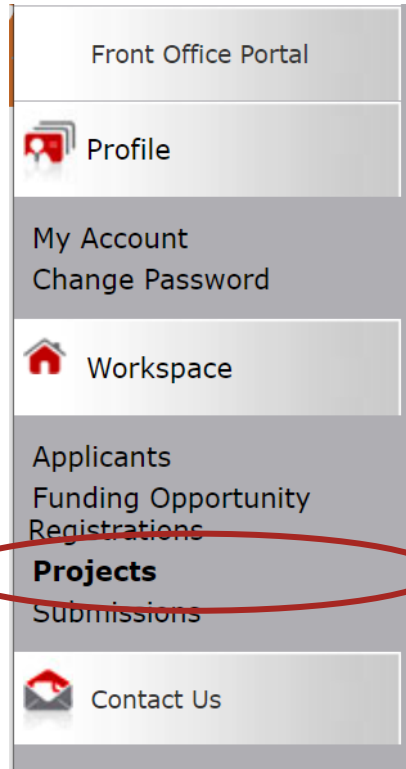 Front Office Portal
Profile
My Account
Change Password
Workspace
Applicants
Funding Opportunity
Registrations
Projects
Submissions
Contact Us